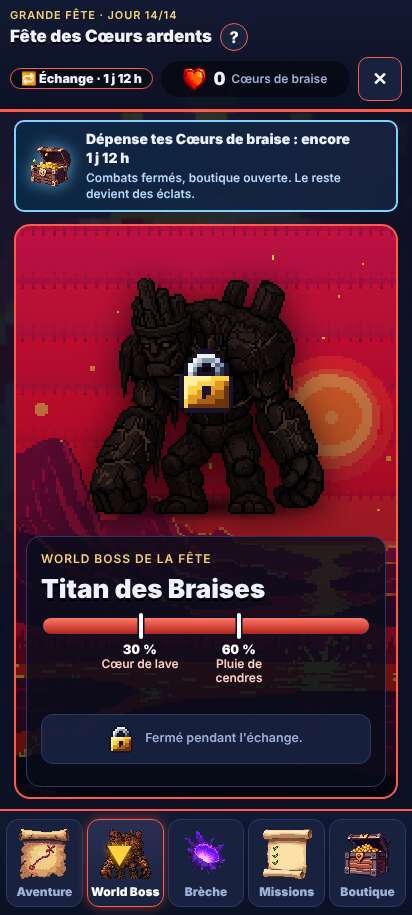 GRANDE FÊTE · JOUR 14/14
Fête des Cœurs ardents ?
Échange · 1 j 12 h
0 Cœurs de braise
×
Dépense tes Cœurs de braise : encore
1 j 12 h
Combats fermés, boutique ouverte. Le reste
devient des éclats.
WORLD BOSS DE LA FÊTE
Titan des Braises
30 %
Cœur de lave
60 %
Pluie de
cendres
Fermé pendant l'échange.
Aventure
World Boss
Brèche
Missions
Boutique